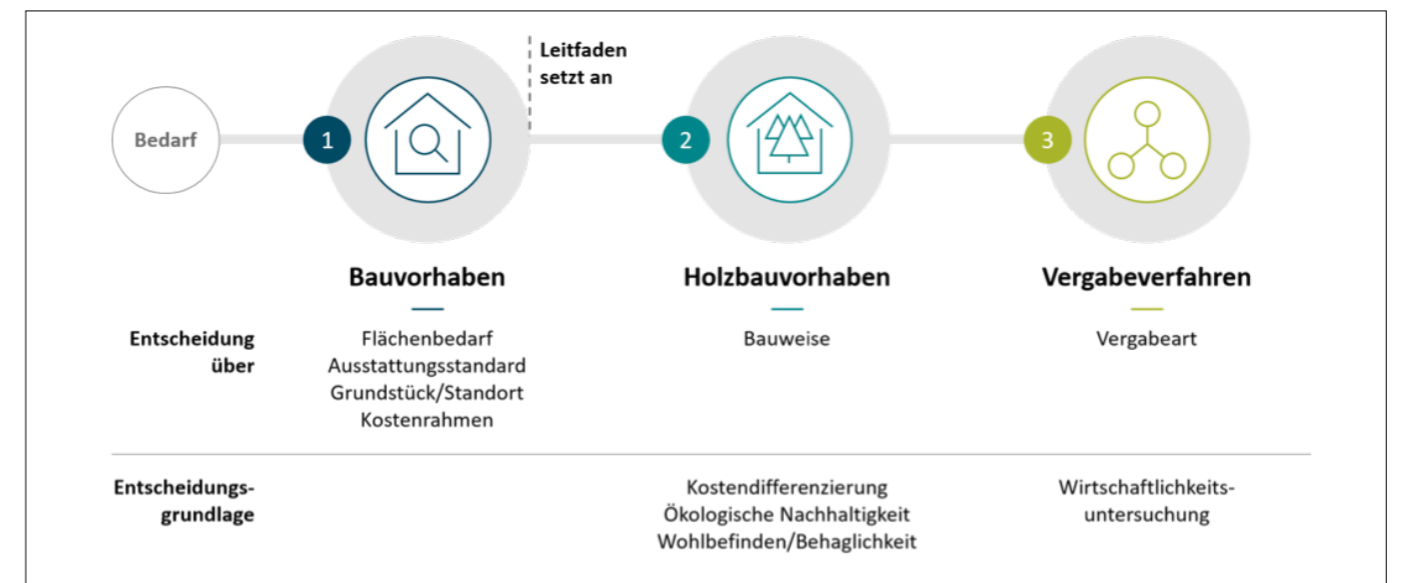 Leitfaden
setzt an
Bedarf
1
2
3
Bauvorhaben
Holzbauvorhaben
Vergabeverfahren
Entscheidung
über
Flächenbedarf
Ausstattungsstandard
Grundstück/Standort
Kostenrahmen
Bauweise
Vergabeart
Entscheidungs-
grundlage
Kostendifferenzierung
Ökologische Nachhaltigkeit
Wohlbefinden/Behaglichkeit
Wirtschaftlichkeits-
untersuchung